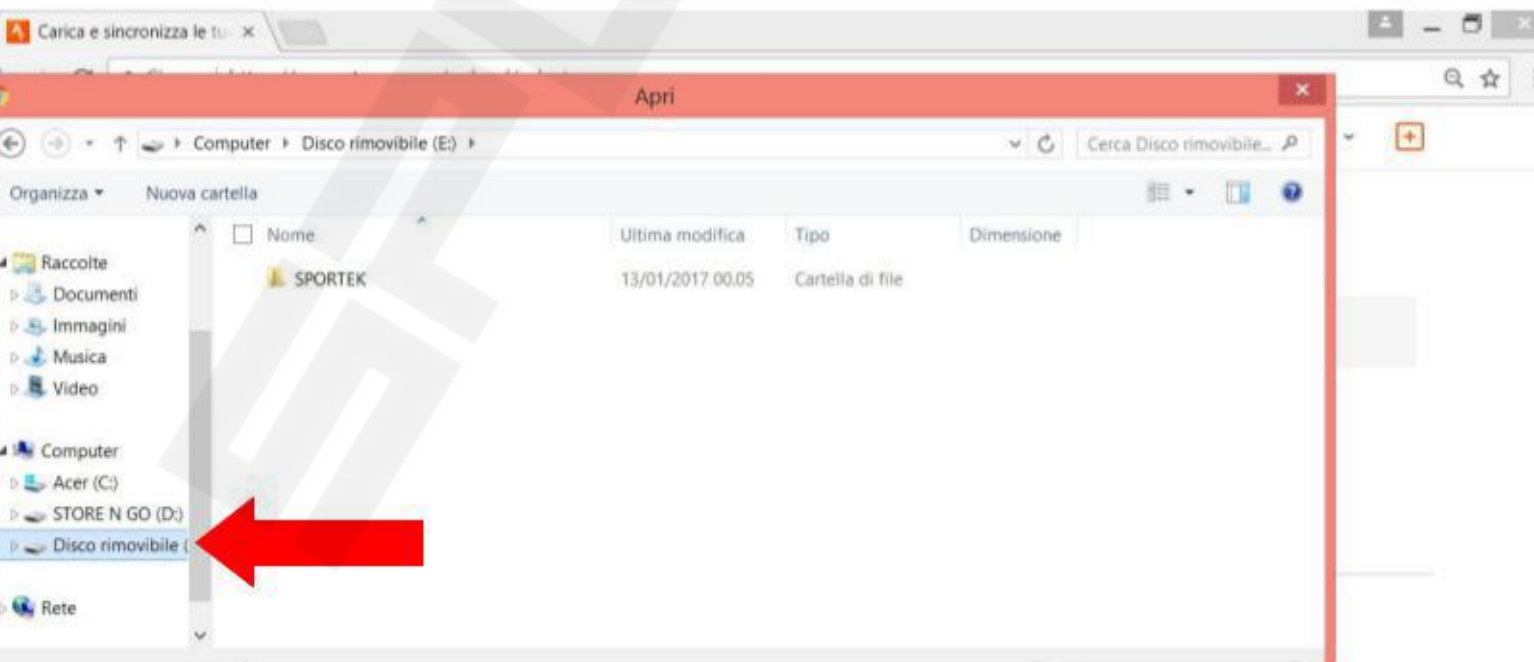 Carica e sincronizza le tu
Apri
Computer Disco rimovibile (E:)
Cerca Disco rimovibile...
Organizza
Nuova cartella
Nome
Ultima modifica
Tipo
Dimensione
SPORTEK
13/01/2017 00.05
Cartella di file
Raccolte
Documenti
Immagini
Musica
Video
Computer
Acer (C:)
STORE N GO (D:)
Disco rimovibile (
Rete